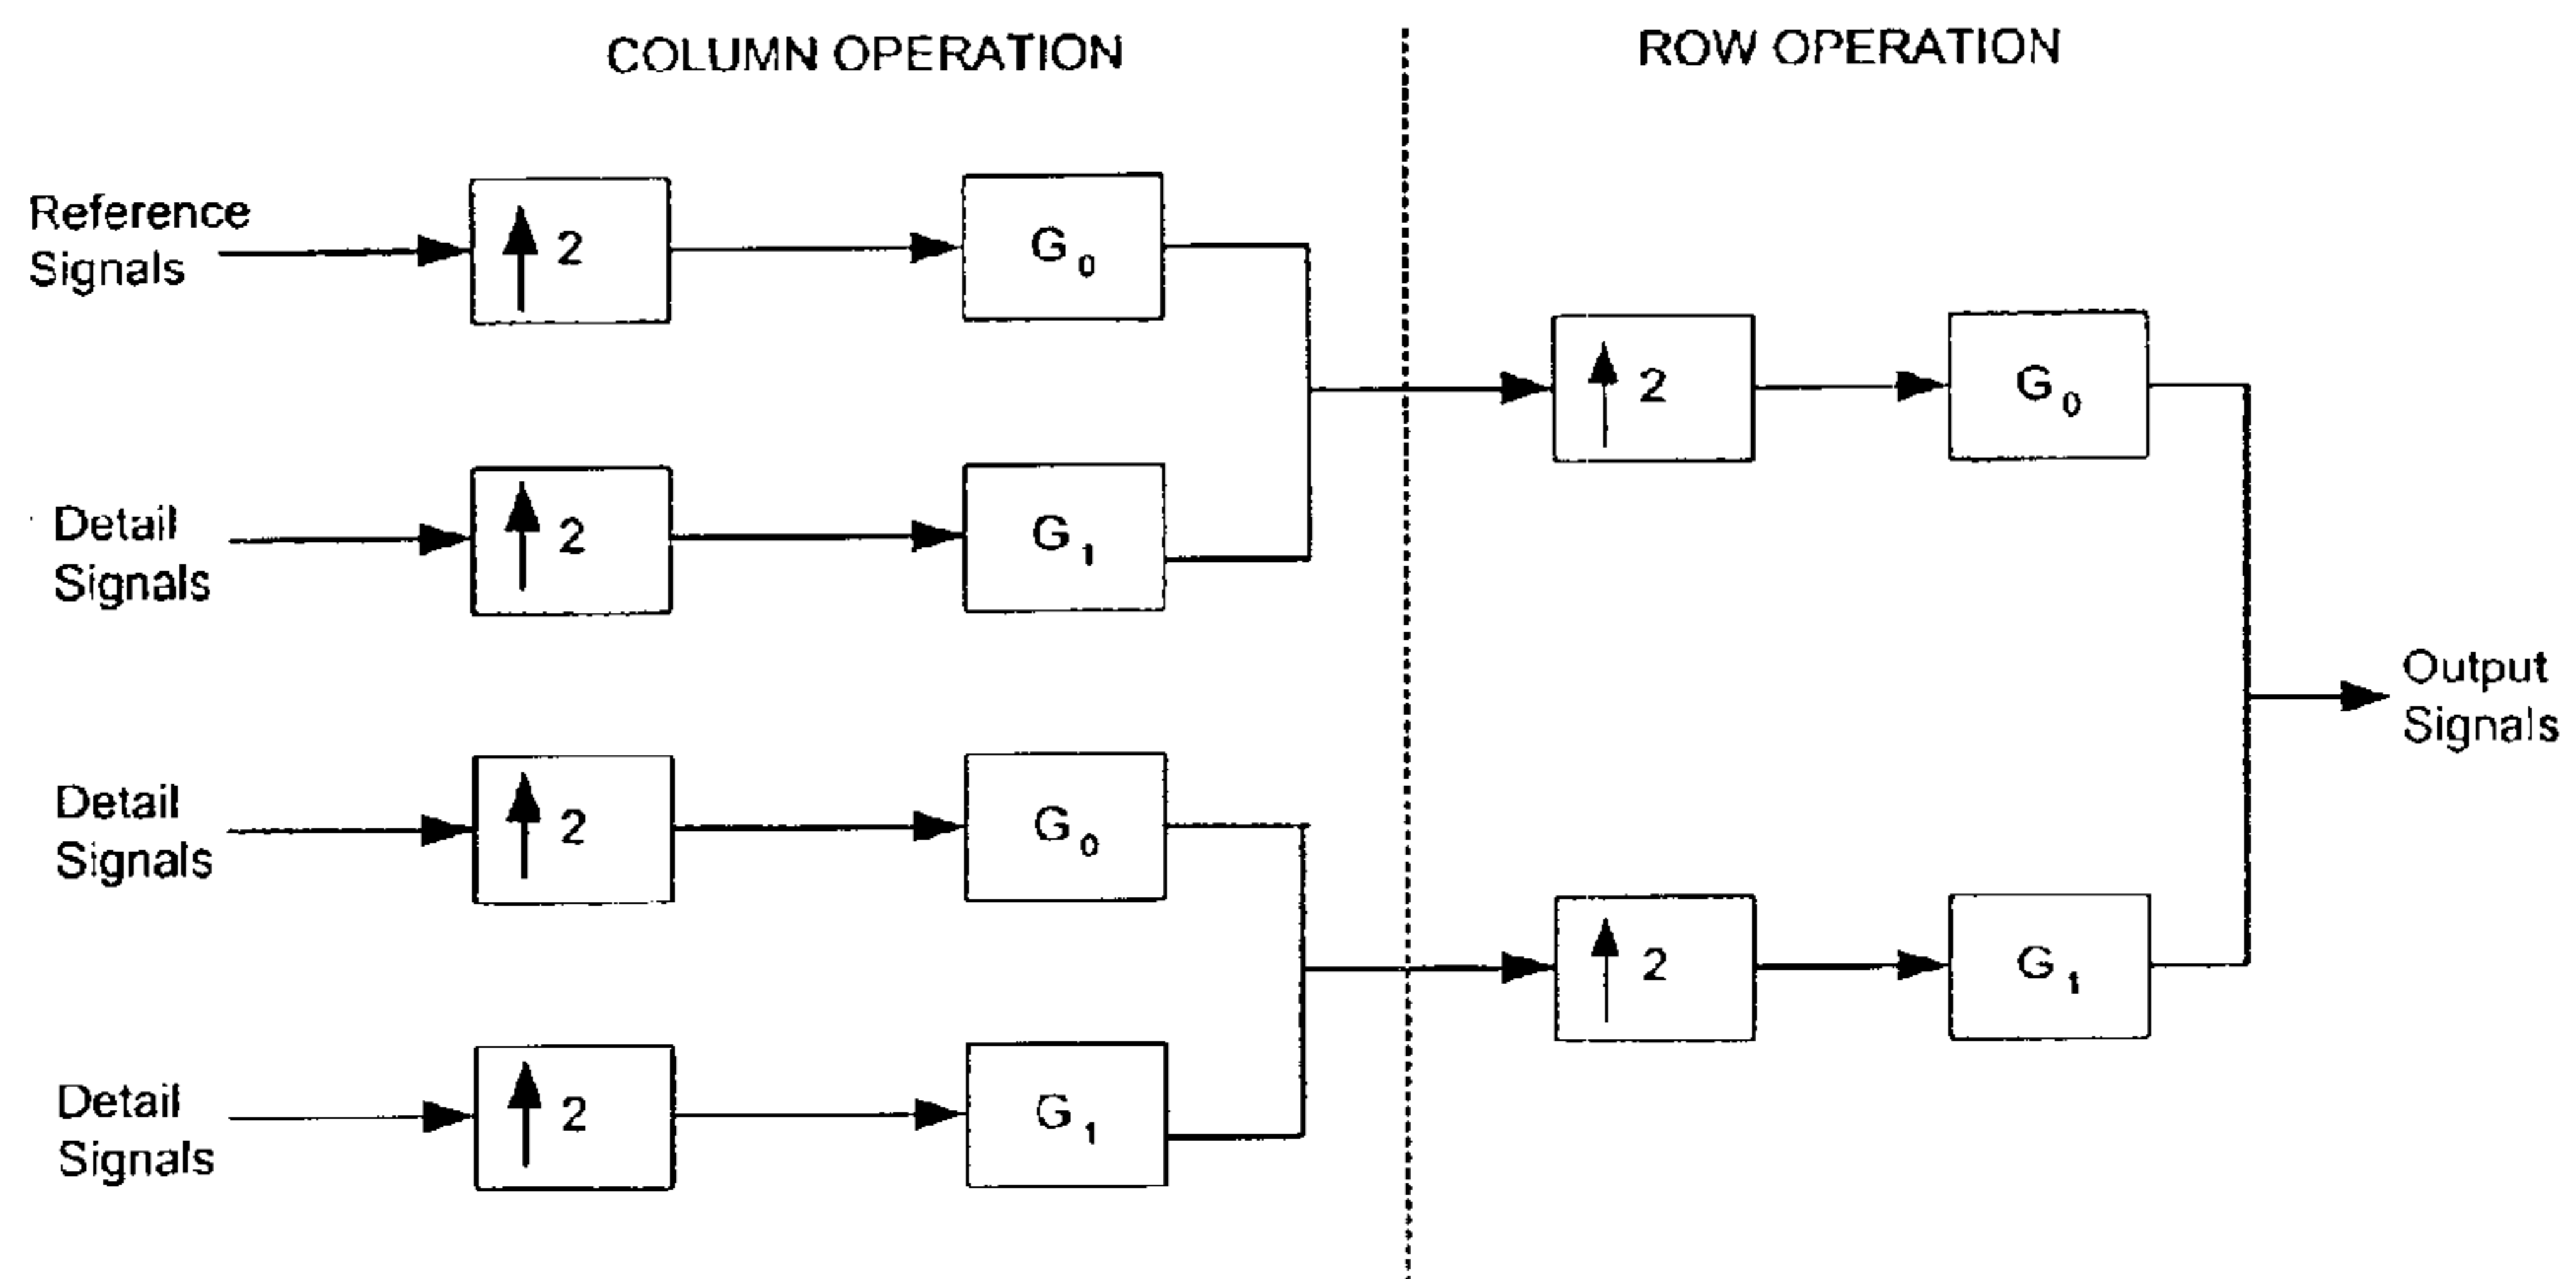 COLUMN OPERATION
ROW OPERATION
Reference
Signals
2
G0
2
G0
Detail
Signals
2
G1
Output
Signals
Detail
Signals
2
G0
2
G1
Detail
Signals
2
G1